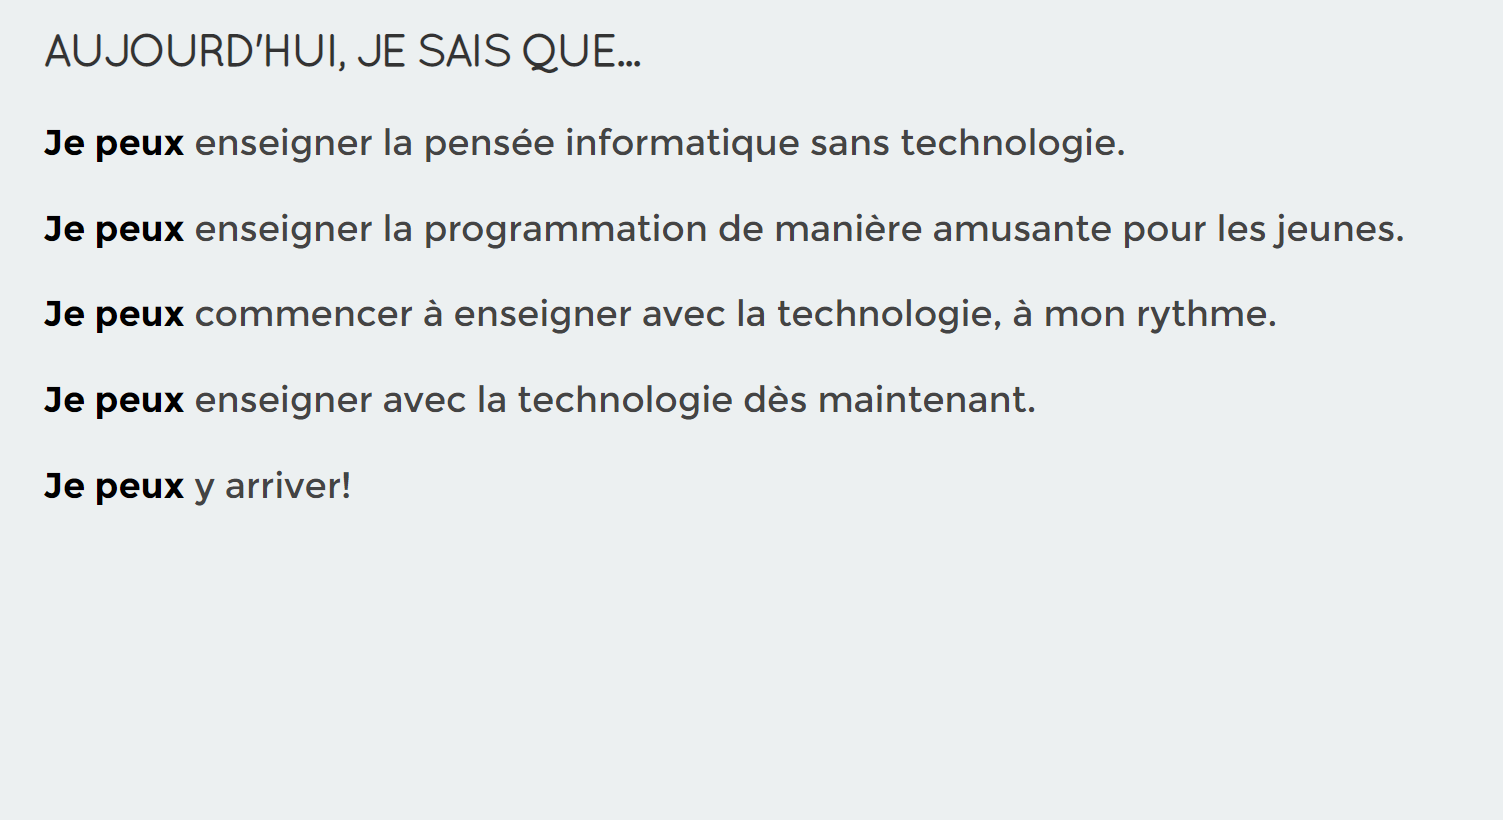 AUJOURD'HUI, JE SAIS QUE...
Je peux enseigner la pensée informatique sans technologie.
Je peux enseigner la programmation de manière amusante pour les jeunes.
Je peux commencer à enseigner avec la technologie, à mon rythme.
Je peux enseigner avec la technologie dès maintenant.
Je peux y arriver!